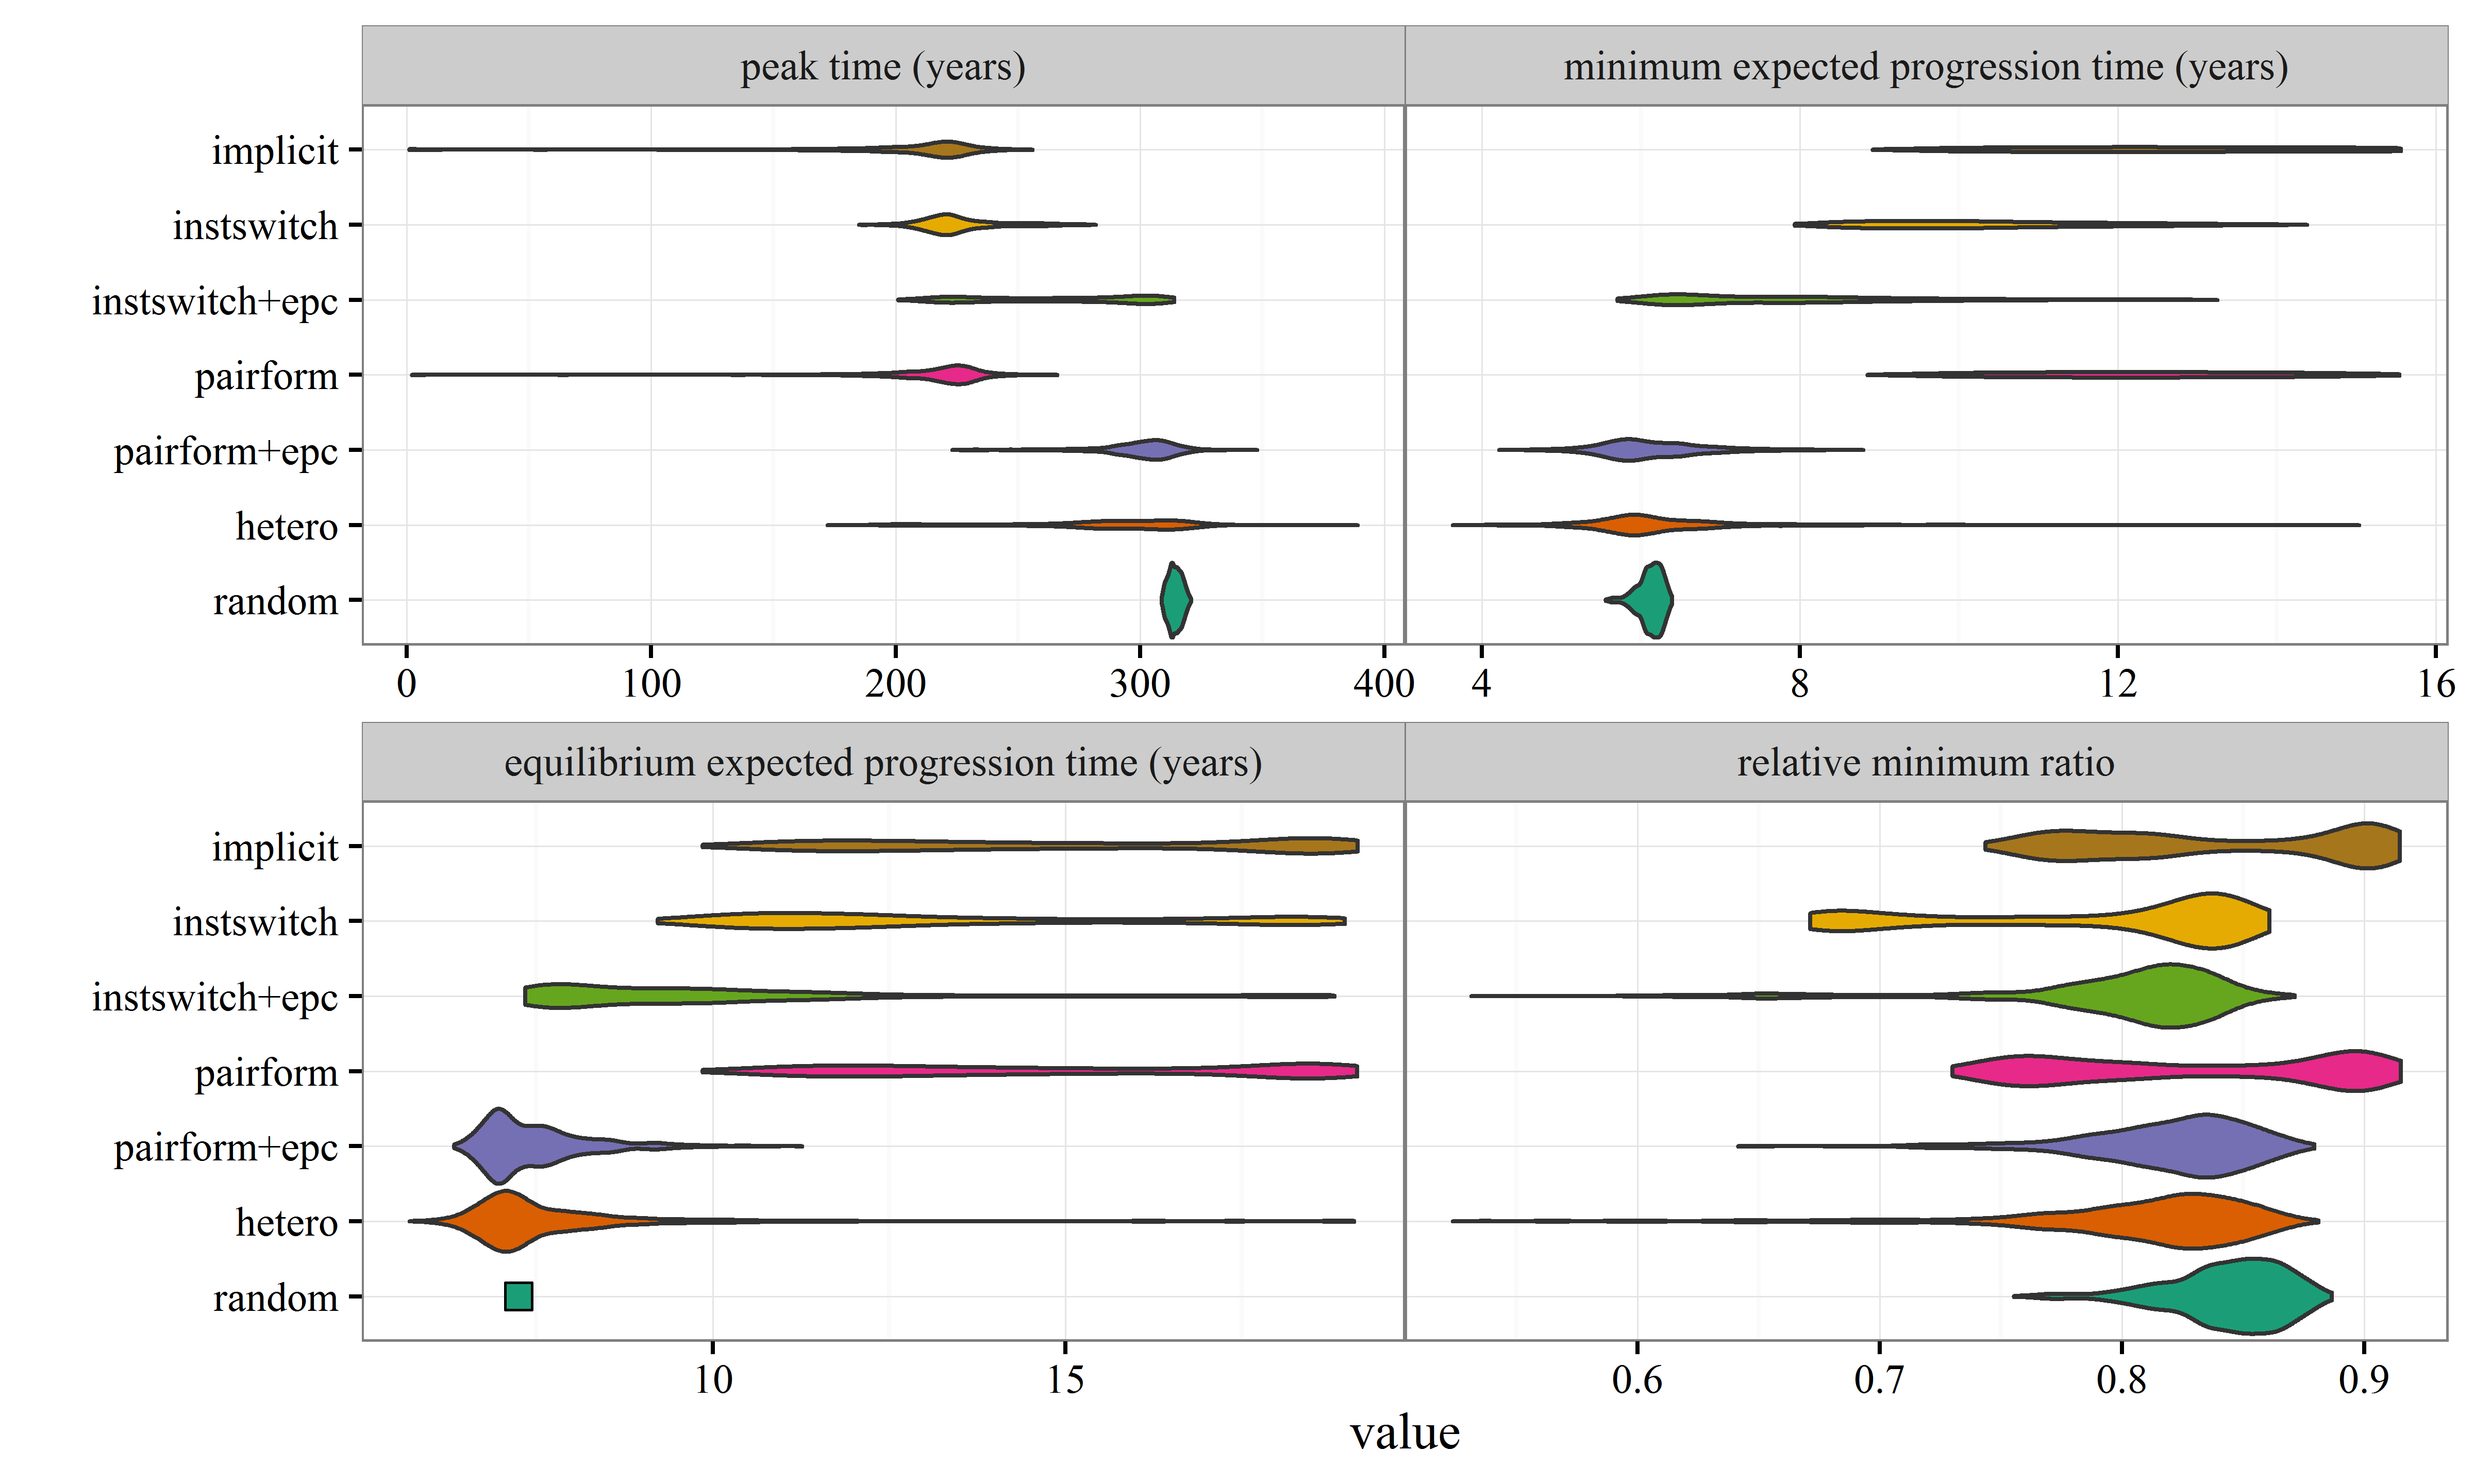 peak time (years)
minimum expected progression time (years)
implicit
instswitch
instswitch+epc
pairform
pairform+epc
hetero
random
0 100 200 300 400
4 8 12 16
equilibrium expected progression time (years)
relative minimum ratio
implicit
instswitch
instswitch+epc
pairform
pairform+epc
hetero
random
10 15
0.6 0.7 0.8 0.9
value